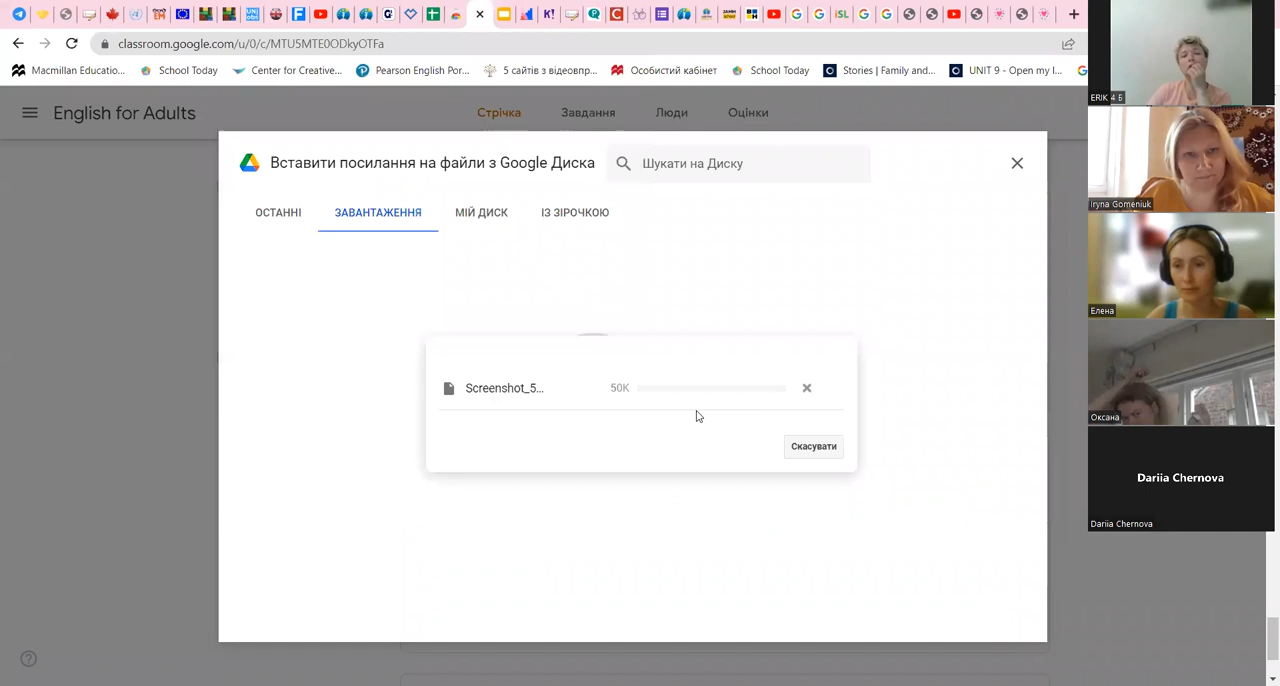 classroom.google.com/u/0/c/MTU5MTE0ODkyOTFa
Macmillan Educatio...
School Today
Center for Creative...
Pearson English Por...
5 сайтів з відеовпр...
Особистий кабінет
School Today
Stories | Family and...
UNIT 9 - Open my I...
English for Adults
Стрічка
Завдання
Люди
Оцінки
Вставити посилання на файли з Google Диска
Шукати на Диску
ОСТАННІ
ЗАВАНТАЖЕННЯ
МІЙ ДИСК
ІЗ ЗІРОЧКОЮ
Screenshot_5...
50K
Скасувати
ERIK 4 Б
Iryna Gomeniuk
Елена
Оксана
Dariia Chernova
Dariia Chernova